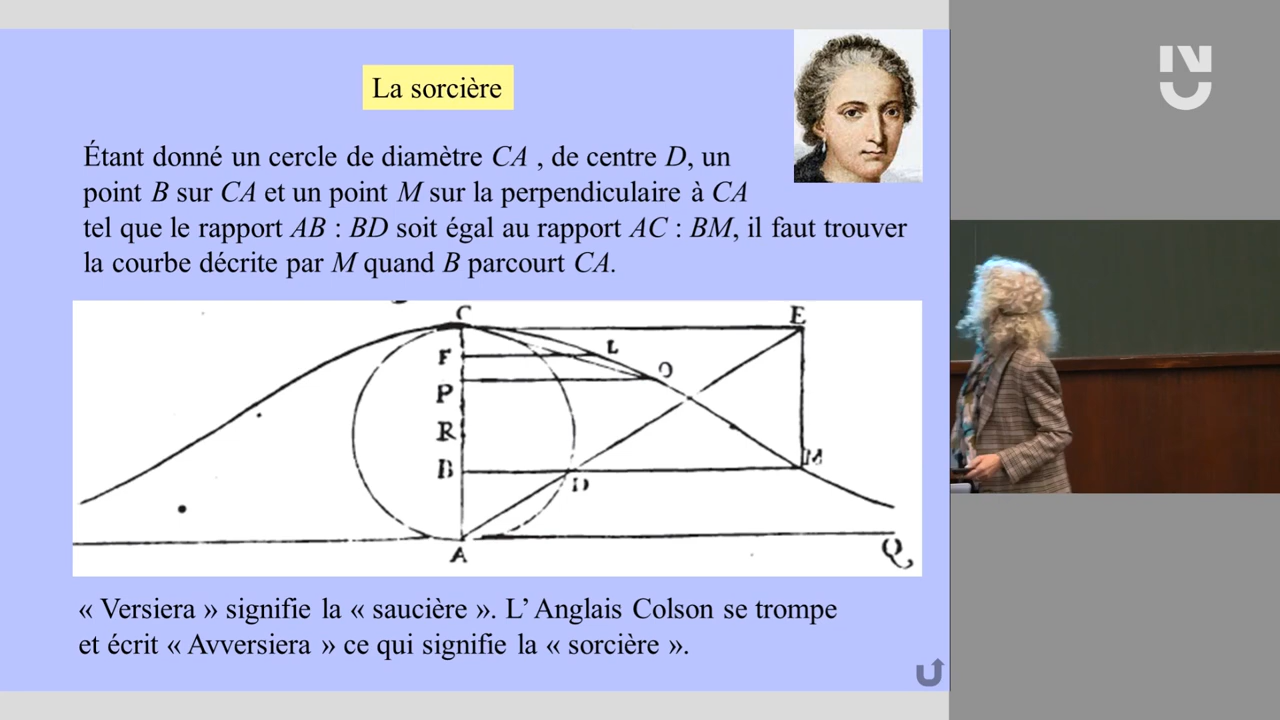 La sorcière
Étant donné un cercle de diamètre CA , de centre D, un
point B sur CA et un point M sur la perpendiculaire à CA
tel que le rapport AB : BD soit égal au rapport AC : BM, il faut trouver
la courbe décrite par M quand B parcourt CA.
C E
F L
P O
R
B D M
A Q
« Versiera » signifie la « saucière ». L’Anglais Colson se trompe
et écrit « Avversiera » ce qui signifie la « sorcière ».